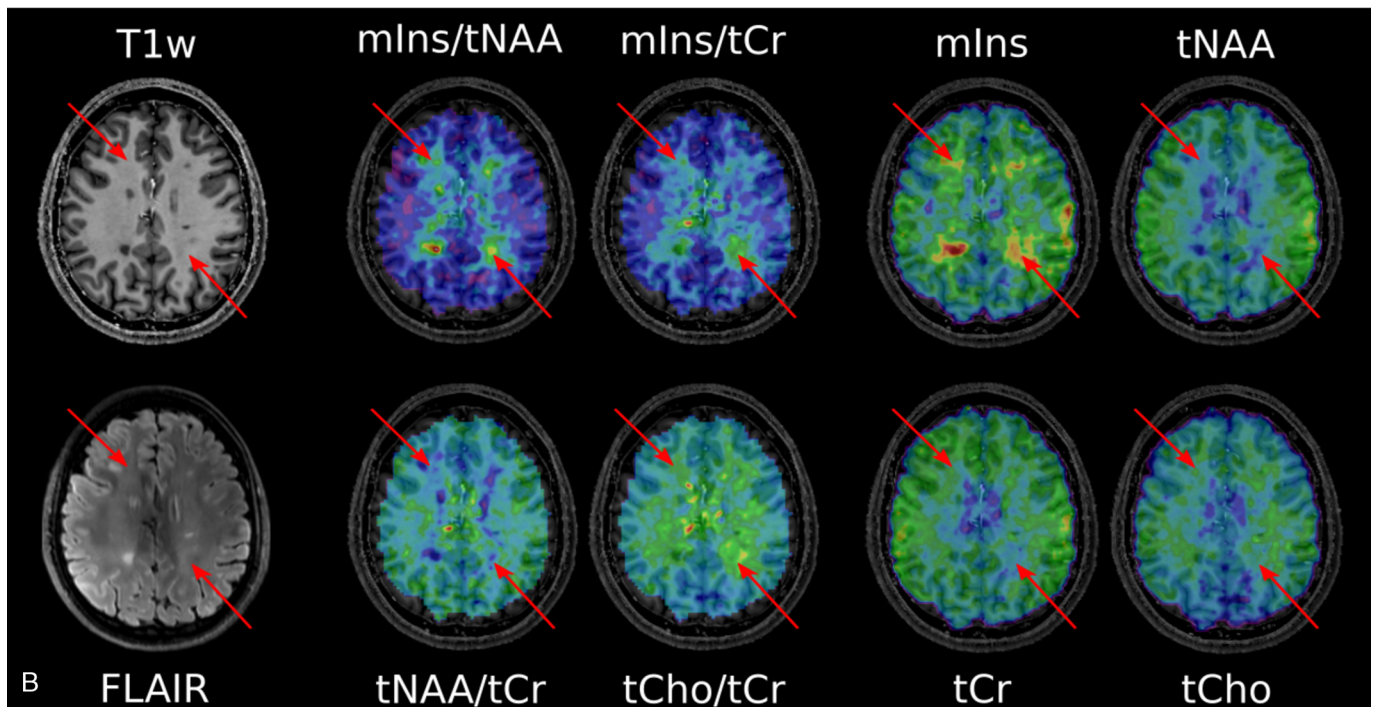 T1w
mIns/tNAA
mIns/tCr
mIns
tNAA
B
FLAIR
tNAA/tCr
tCho/tCr
tCr
tCho